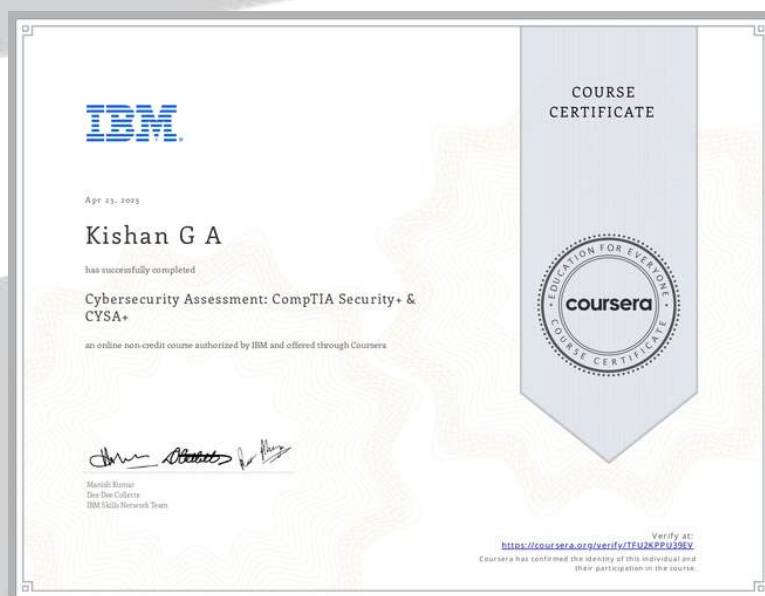 IBM
COURSE
CERTIFICATE
Apr 23, 2025
Kishan G A
has successfully completed
Cybersecurity Assessment: CompTIA Security+ &
CYSA+
an online non-credit course authorized by IBM and offered through Coursera
EDUCATION FOR EVERYONE
coursera
COURSE CERTIFICATE
Manish Kumar
Dee Dee Collette
IBM Skills Network Team
Verify at:
https://coursera.org/verify/TFU2KPPU39EV
Coursera has confirmed the identity of this individual and
their participation in the course.